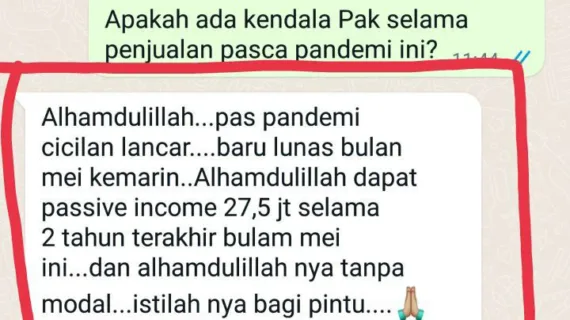 Apakah ada kendala Pak selama
penjualan pasca pandemi ini?
11:44
Alhamdulillah...pas pandemi
cicilan lancar....baru lunas bulan
mei kemarin..Alhamdulillah dapat
passive income 27,5 jt selama
2 tahun terakhir bulam mei
ini...dan alhamdulillah nya tanpa
modal...istilah nya bagi pintu....🙏🏼